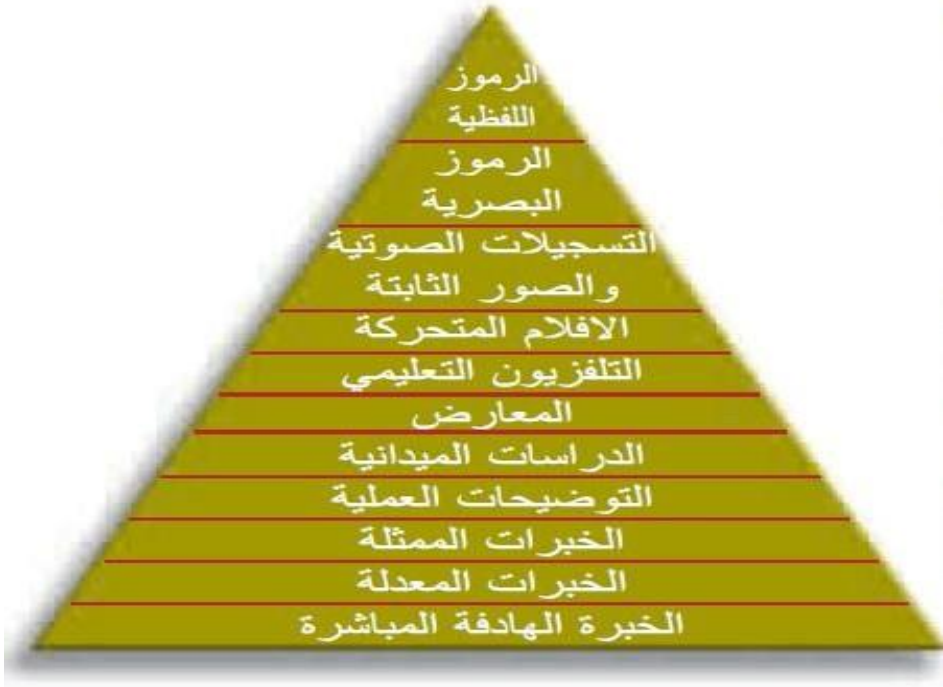 الرموز
اللفظية
الرموز
البصرية
التسجيلات الصوتية
والصور الثابتة
الافلام المتحركة
التلفزيون التعليمي
المعارض
الدراسات الميدانية
التوضيحات العملية
الخبرات الممثلة
الخبرات المعدلة
الخبرة الهادفة المباشرة